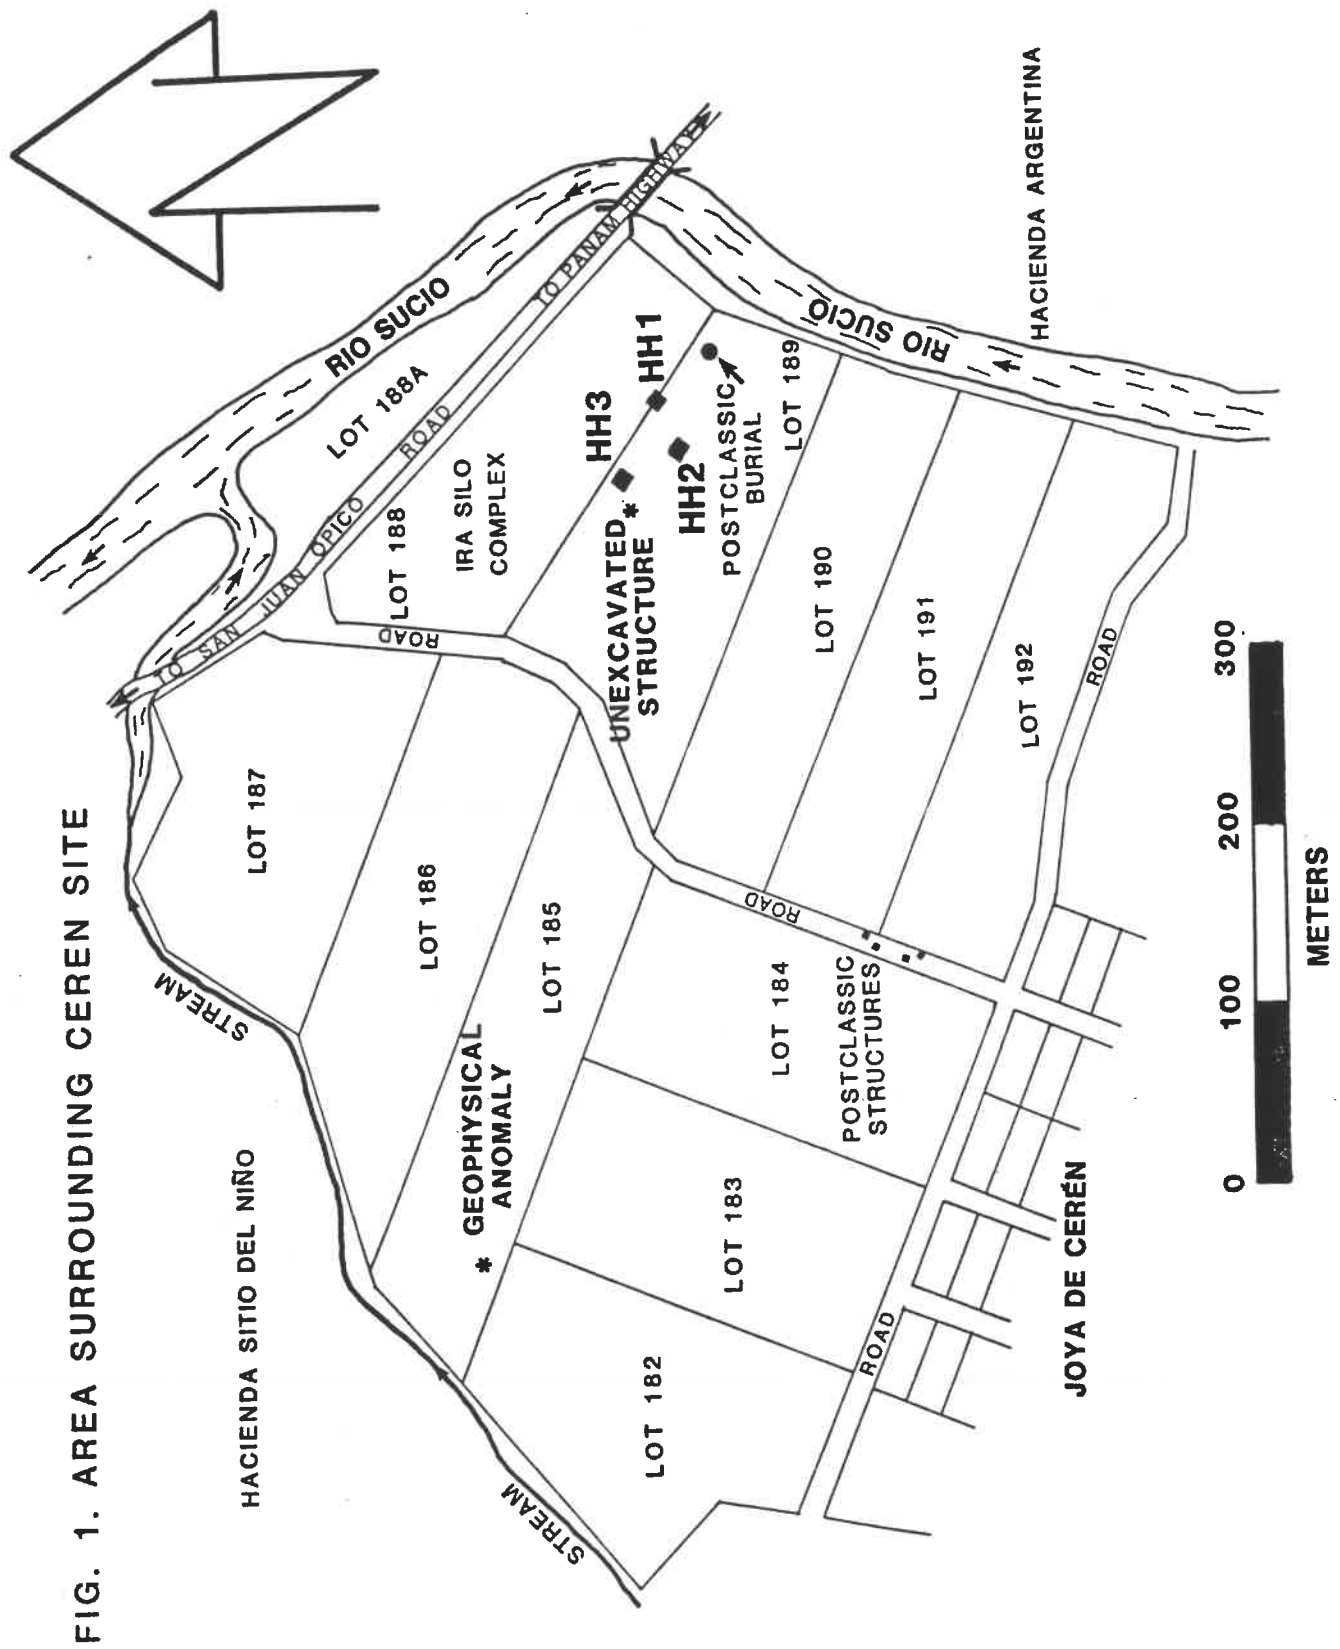 FIG. 1. AREA SURROUNDING CEREN SITE
HACIENDA SITIO DEL NIÑO
STREAM
STREAM
RIO SUCIO
RIO SUCIO
TO SAN JUAN OPICO
ROAD
TO PANAM HIGHWAY
LOT 188A
LOT 187
LOT 188
ROAD
IRA SILO
COMPLEX
LOT 186
GEOPHYSICAL
ANOMALY
*
LOT 185
HH3
HH1
HH2
UNEXCAVATED
STRUCTURE
*
POSTCLASSIC
BURIAL
LOT 189
LOT 182
LOT 183
LOT 184
ROAD
POSTCLASSIC
STRUCTURES
LOT 190
LOT 191
LOT 192
ROAD
ROAD
HACIENDA ARGENTINA
JOYA DE CERÉN
0 100 200 300
METERS